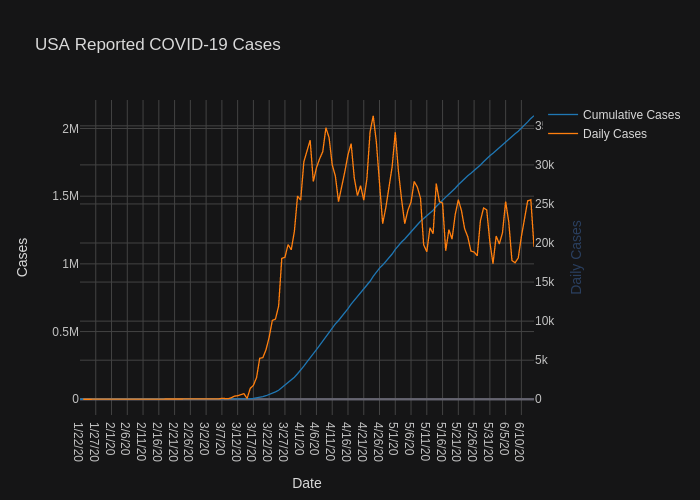 USA Reported COVID-19 Cases
Cumulative Cases
Daily Cases
2M
1.5M
1M
0.5M
0
Cases
30k
25k
20k
15k
10k
5k
0
Daily Cases
1/22/20
1/27/20
2/1/20
2/6/20
2/11/20
2/16/20
2/21/20
2/26/20
3/2/20
3/7/20
3/12/20
3/17/20
3/22/20
3/27/20
4/1/20
4/6/20
4/11/20
4/16/20
4/21/20
4/26/20
5/1/20
5/6/20
5/11/20
5/16/20
5/21/20
5/26/20
5/31/20
6/5/20
6/10/20
Date